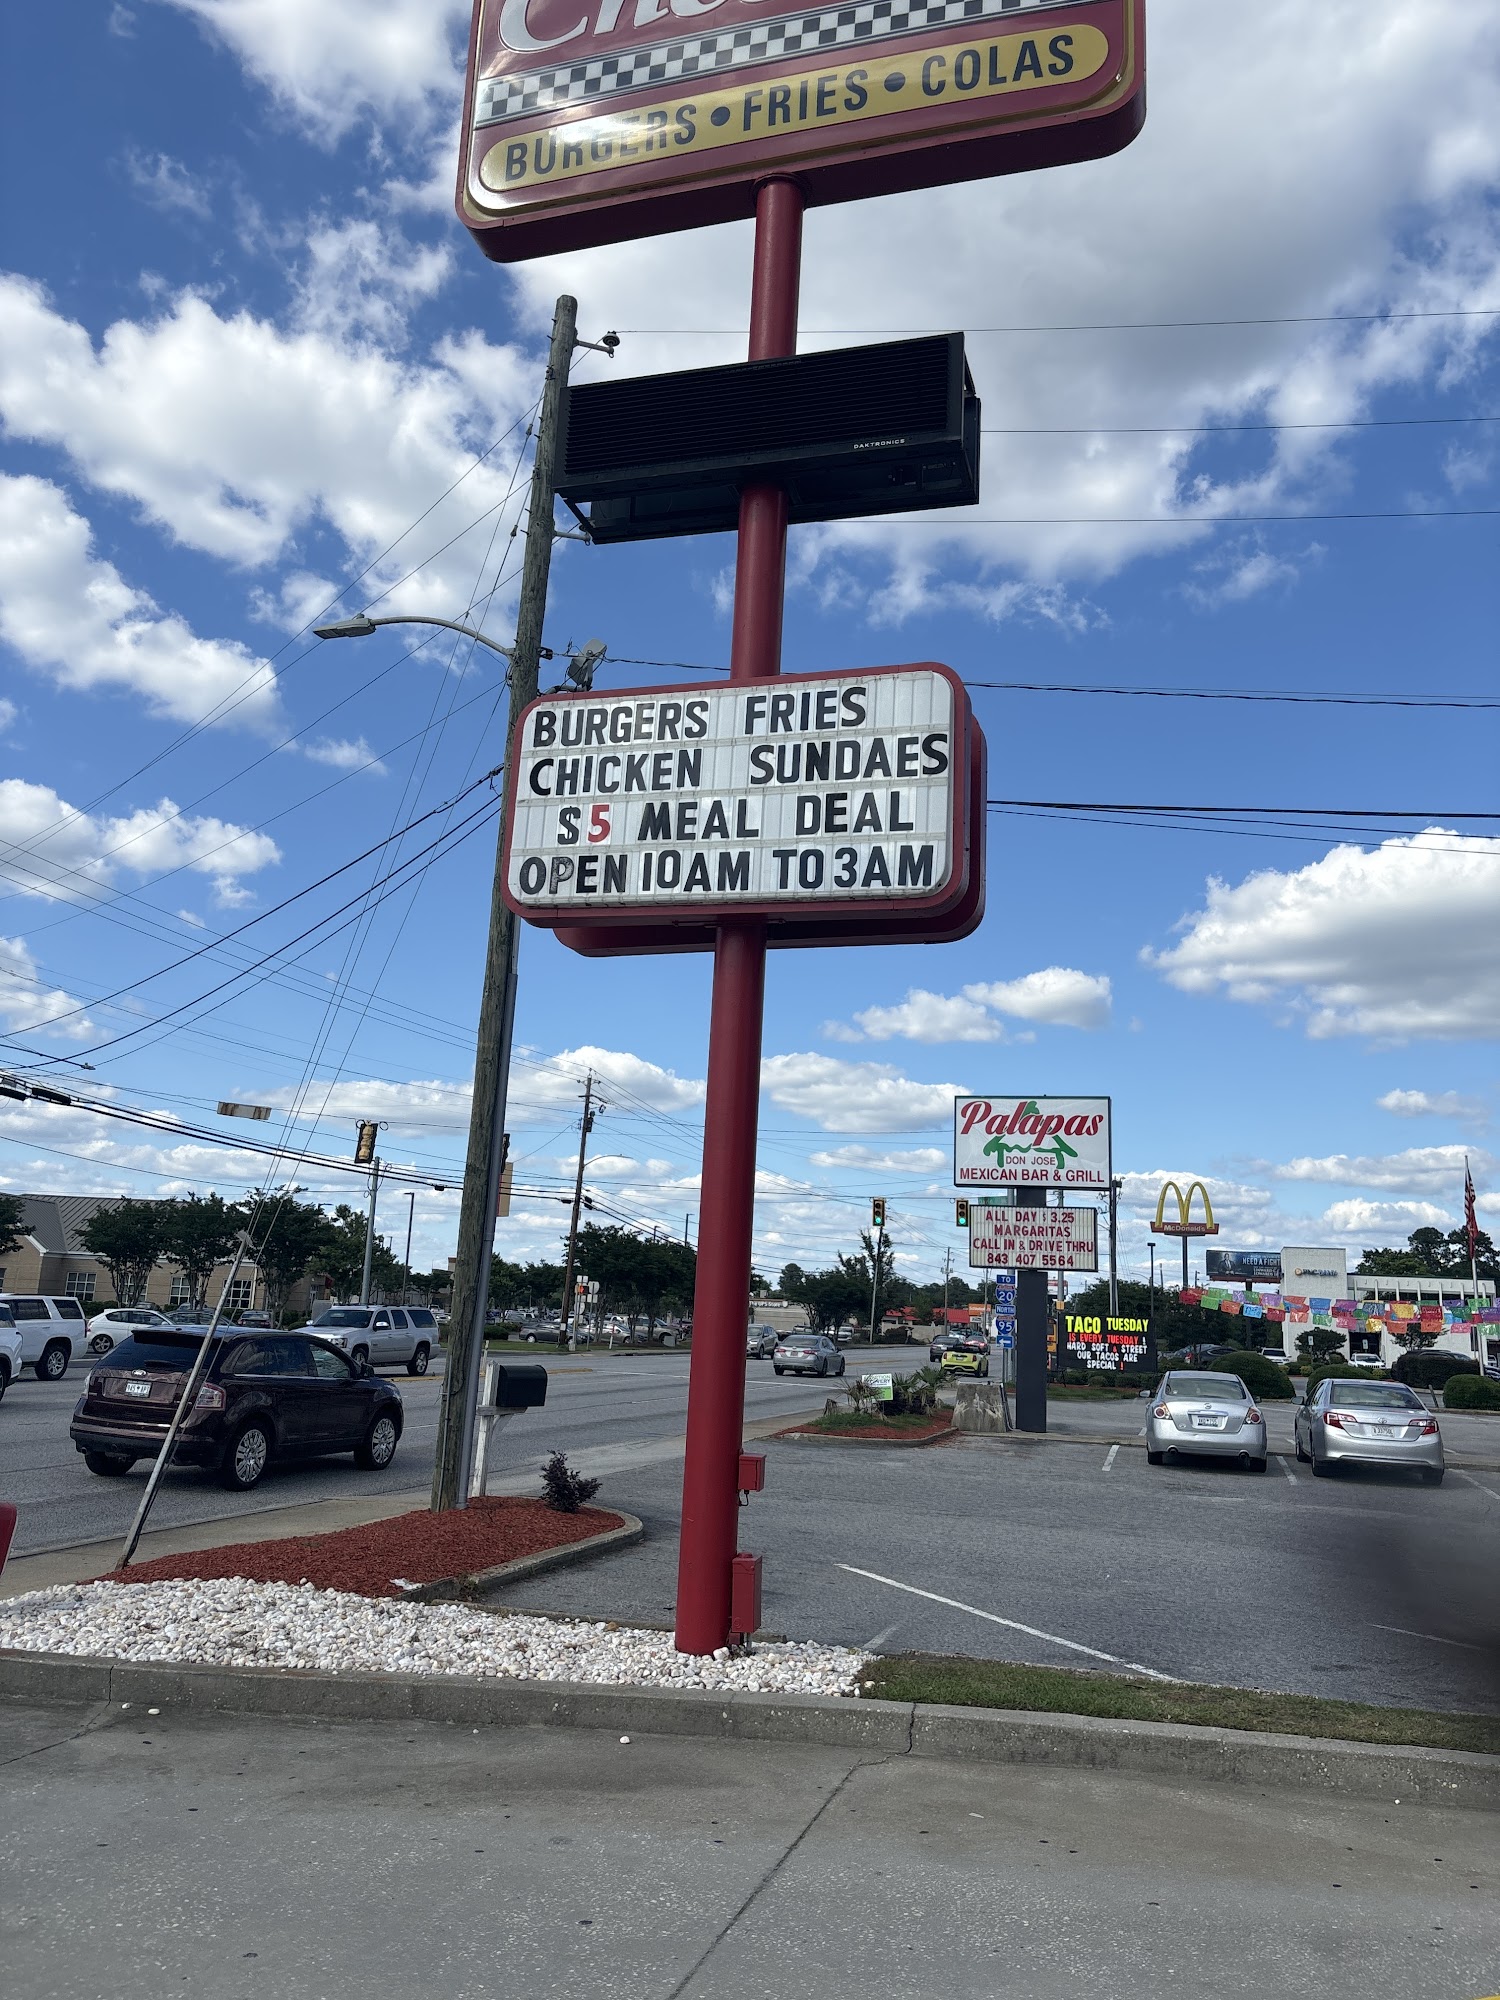 BURGERS • FRIES • COLAS
DAKTRONICS
BURGERS FRIES
CHICKEN SUNDAES
$5 MEAL DEAL
OPEN 10AM TO 3AM
Palapas
DON JOSE
MEXICAN BAR & GRILL
ALL DAY $3.25
MARGARITAS
CALL IN & DRIVE THRU
843 407 5564
McDonald's
TO
20
NORTH
95
TACO TUESDAY
IS EVERY TUESDAY !
HARD SOFT & STREET
OUR TACOS ARE
SPECIAL !